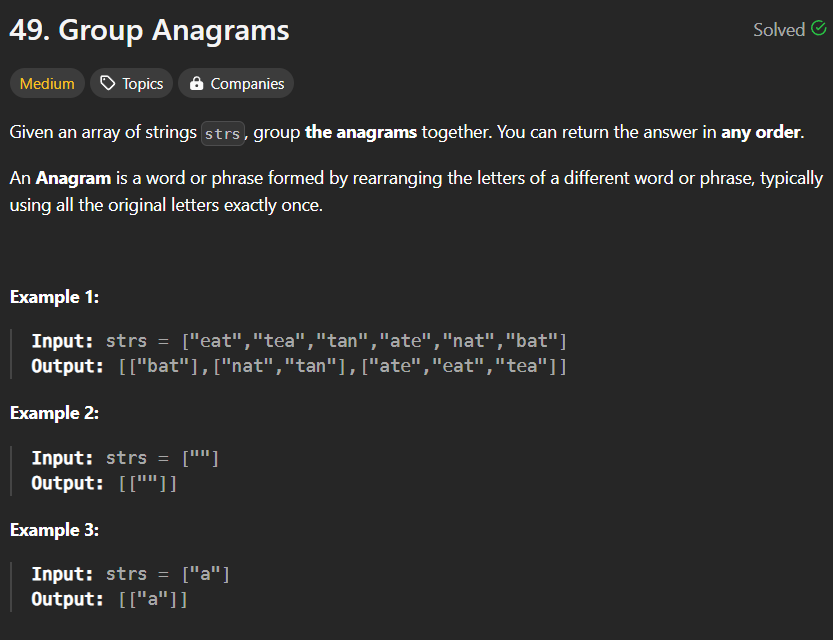 49. Group Anagrams
Solved
Medium Topics Companies
Given an array of strings strs, group the anagrams together. You can return the answer in any order.
An Anagram is a word or phrase formed by rearranging the letters of a different word or phrase, typically
using all the original letters exactly once.
Example 1:
Input: strs = ["eat","tea","tan","ate","nat","bat"]
Output: [["bat"],["nat","tan"],["ate","eat","tea"]]
Example 2:
Input: strs = [""]
Output: [[""]]
Example 3:
Input: strs = ["a"]
Output: [["a"]]